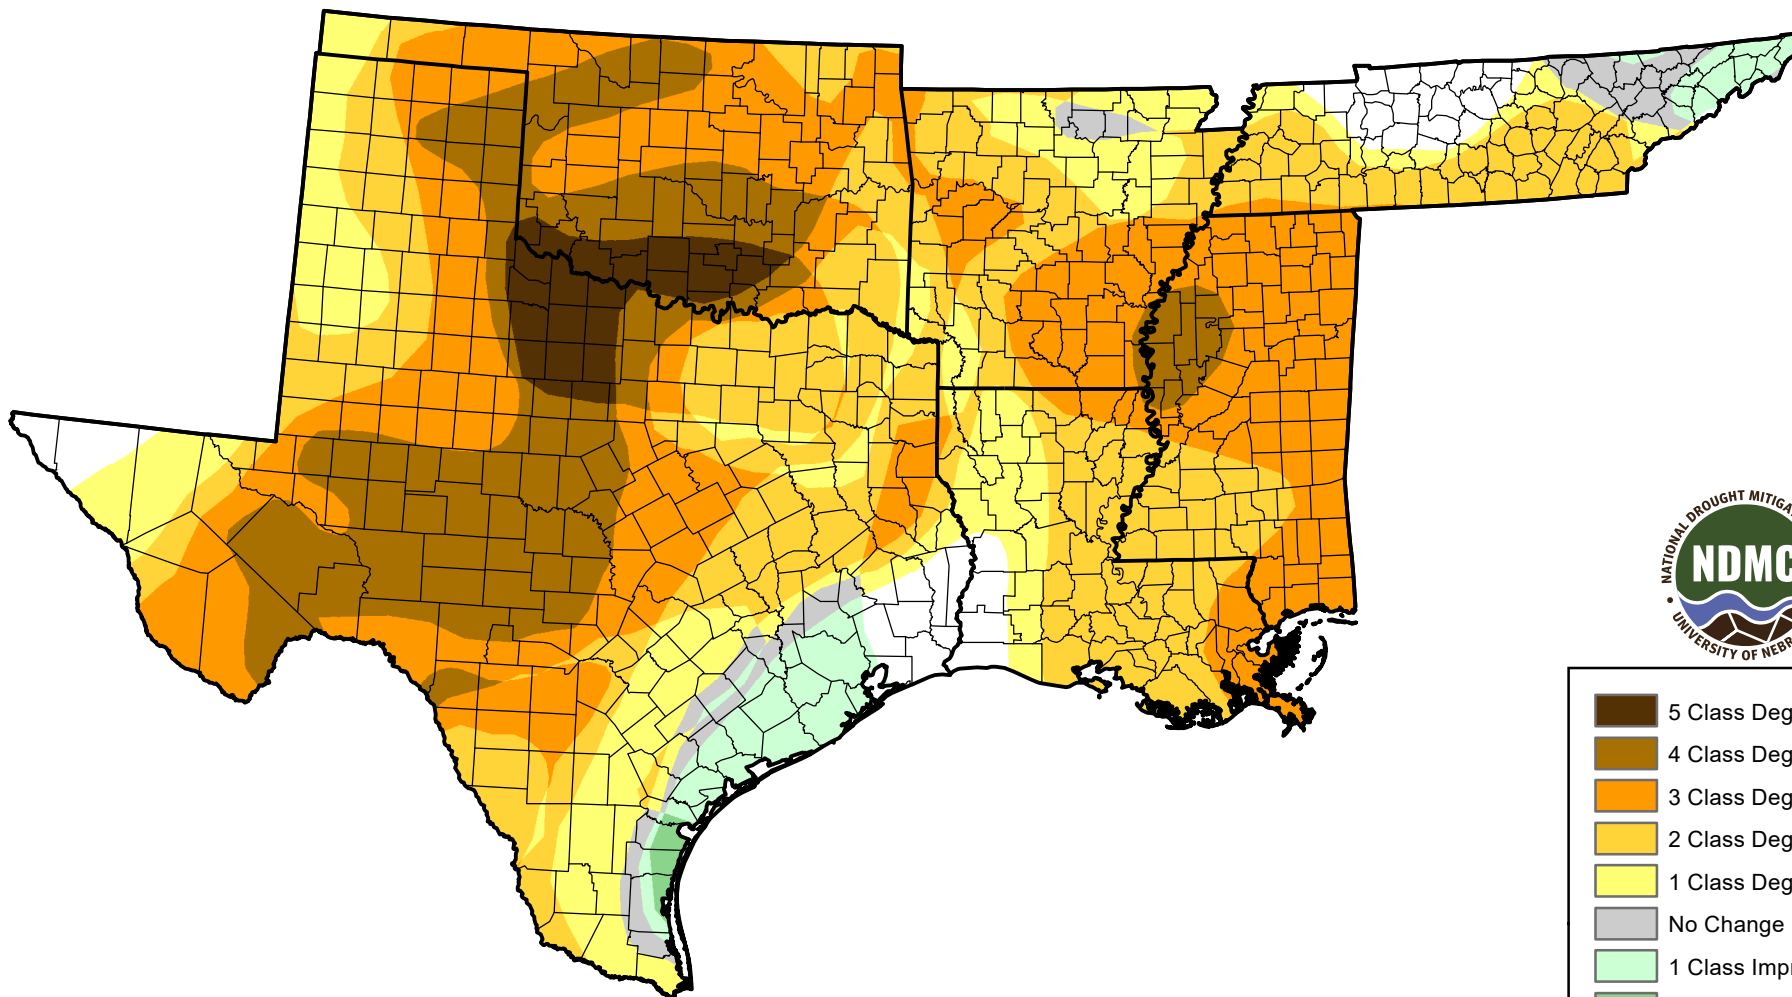 NATIONAL DROUGHT MITIGA
NDMC
UNIVERSITY OF NEBR
5 Class Deg
4 Class Deg
3 Class Deg
2 Class Deg
1 Class Deg
No Change
1 Class Impr